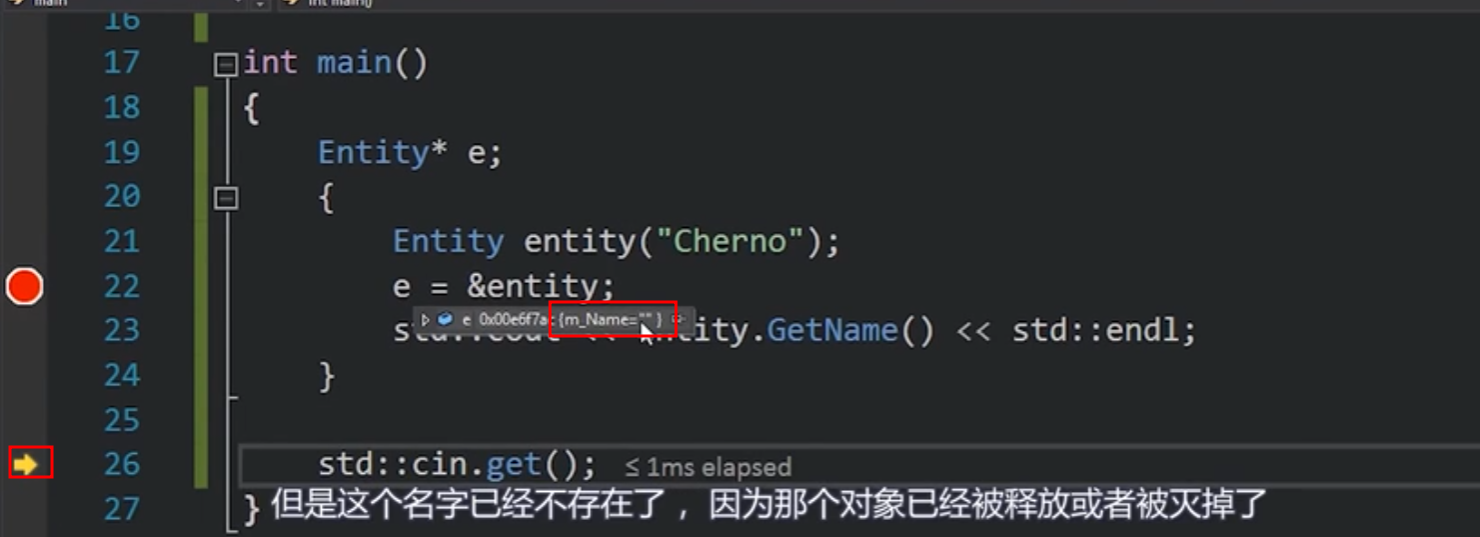 main int main()
16
17 int main()
18 {
19 Entity* e;
20 {
21 Entity entity("Cherno");
22 e = &entity;
e 0x00e6f7ac {m_Name="" }
23 std::cout << entity.GetName() << std::endl;
24 }
25
26 std::cin.get(); ≤1ms elapsed
27 }
但是这个名字已经不存在了，因为那个对象已经被释放或者被灭掉了